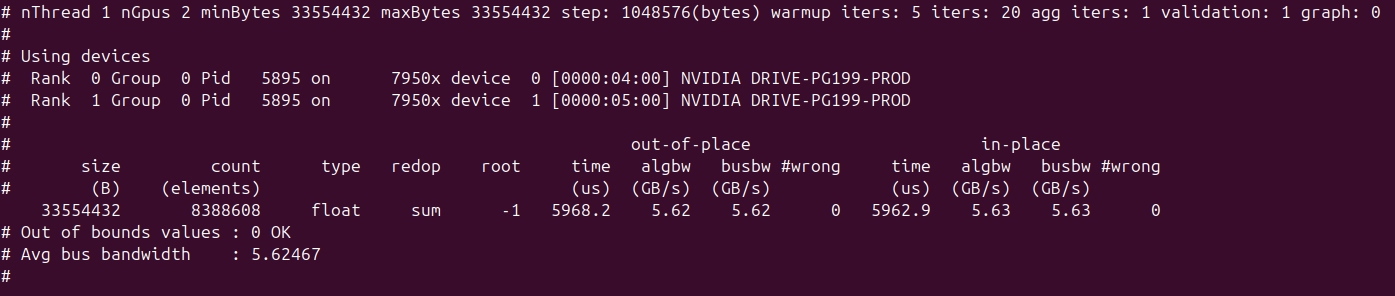 # nThread 1 nGpus 2 minBytes 33554432 maxBytes 33554432 step: 1048576(bytes) warmup iters: 5 iters: 20 agg iters: 1 validation: 1 graph: 0
#
# Using devices
#  Rank  0 Group  0 Pid   5895 on      7950x device  0 [0000:04:00] NVIDIA DRIVE-PG199-PROD
#  Rank  1 Group  0 Pid   5895 on      7950x device  1 [0000:05:00] NVIDIA DRIVE-PG199-PROD
#
#                                                              out-of-place                       in-place
#       size         count      type   redop    root     time   algbw   busbw #wrong     time   algbw   busbw #wrong
#        (B)    (elements)                               (us)  (GB/s)  (GB/s)            (us)  (GB/s)  (GB/s)
    33554432       8388608     float     sum      -1   5968.2    5.62    5.62      0   5962.9    5.63    5.63      0
# Out of bounds values : 0 OK
# Avg bus bandwidth    : 5.62467
#